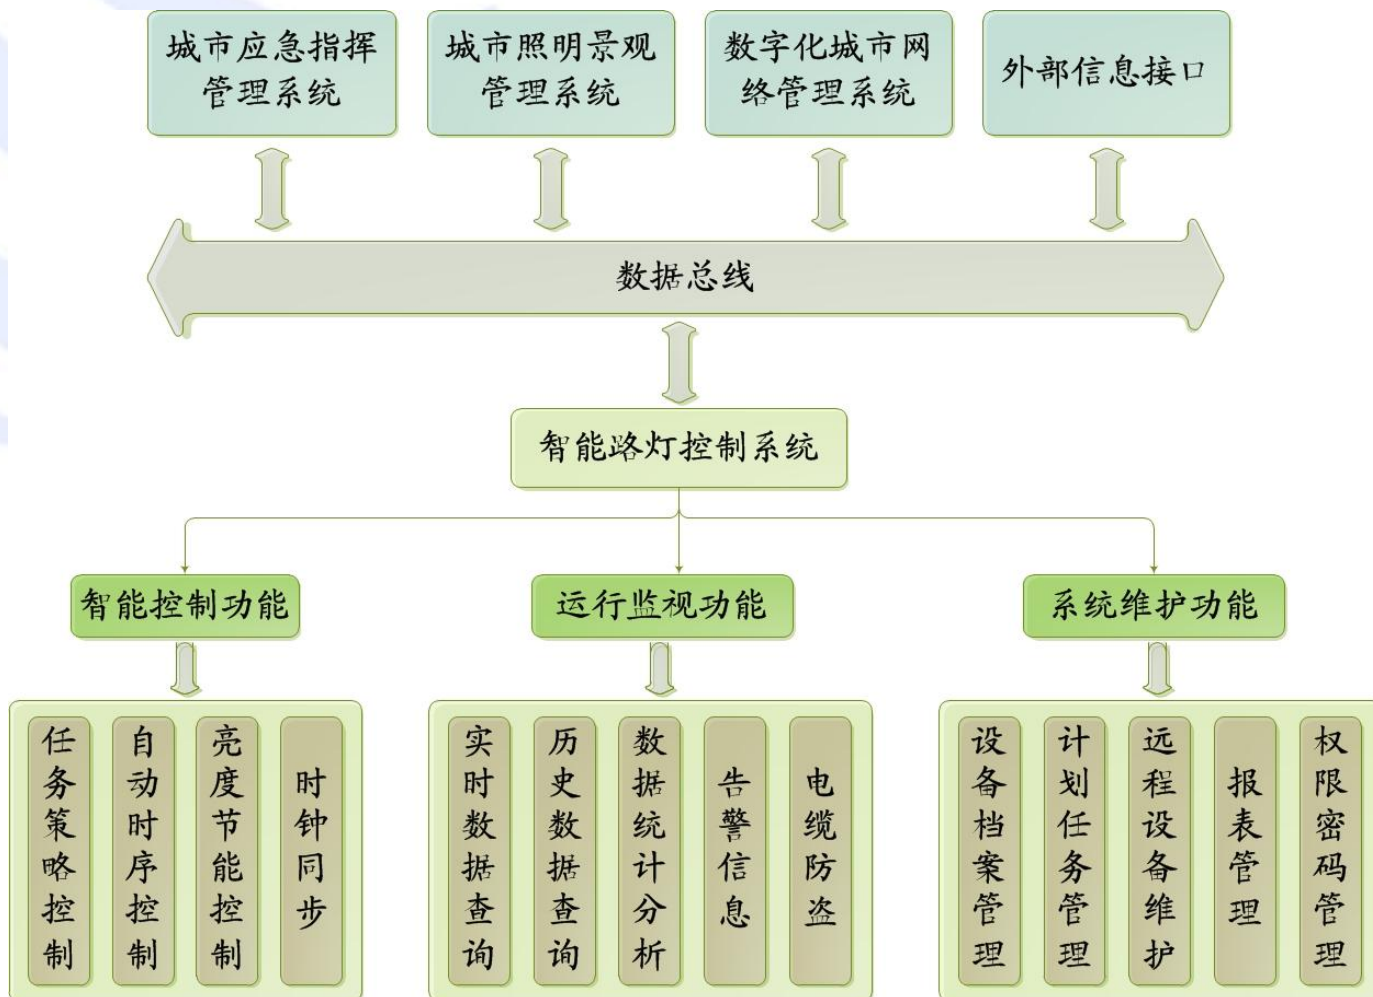 城市应急指挥
管理系统
城市照明景观
管理系统
数字化城市网
络管理系统
外部信息接口
数据总线
智能路灯控制系统
智能控制功能
运行监视功能
系统维护功能
任务策略控制
自动时序控制
亮度节能控制
时钟同步
实时数据查询
历史数据查询
数据统计分析
告警信息
电缆防盗
设备档案管理
计划任务管理
远程设备维护
报表管理
权限密码管理